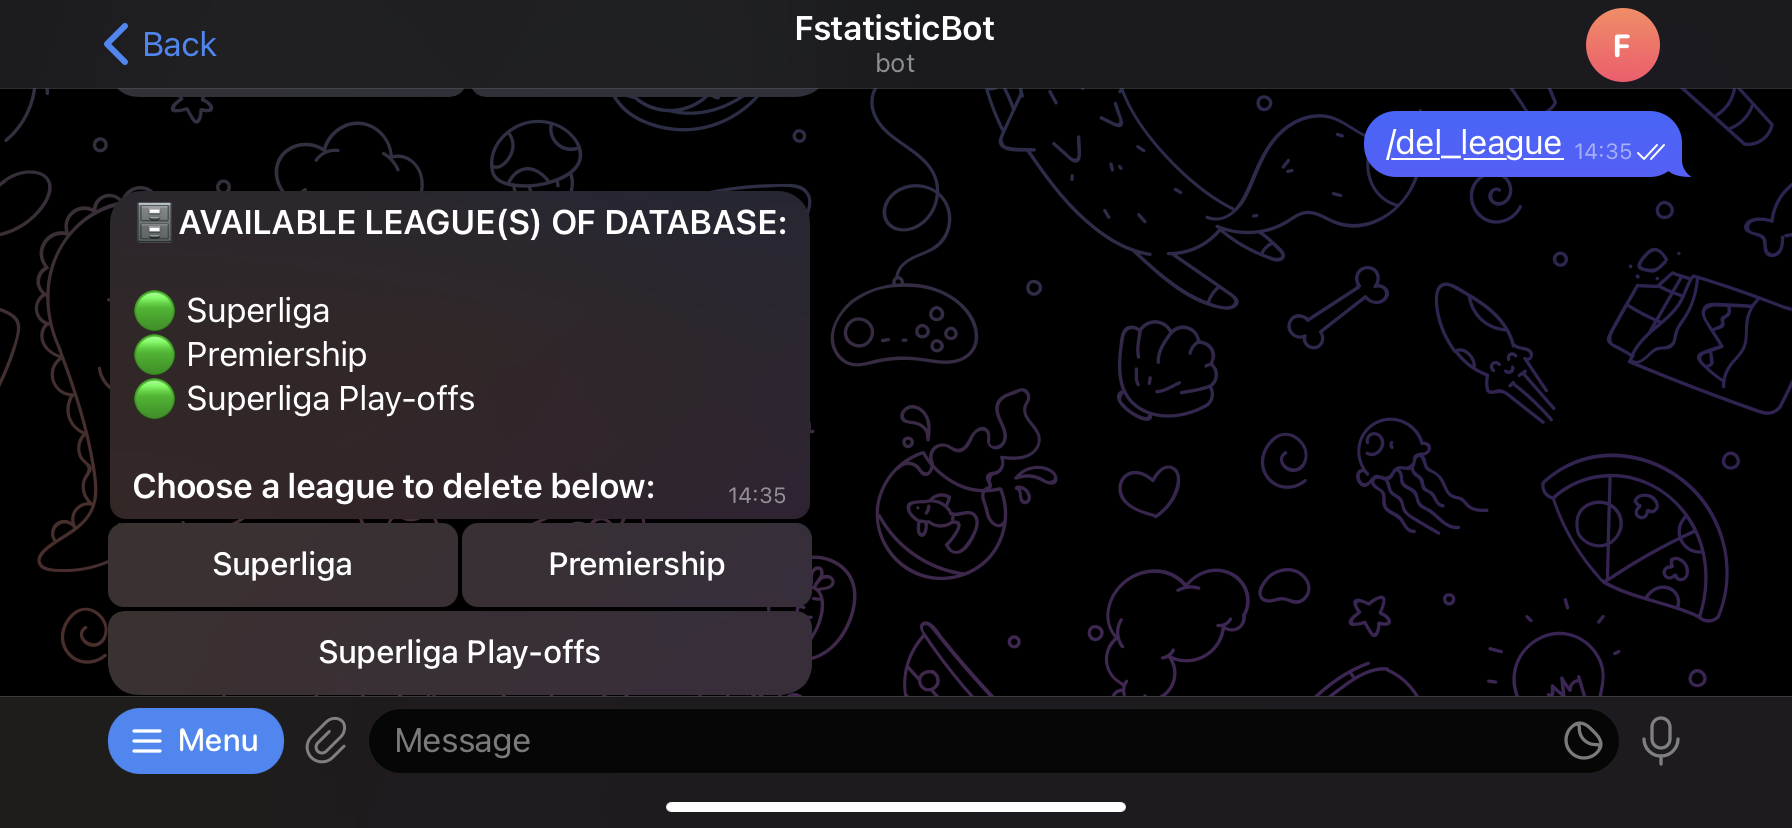 Back
FstatisticBot
bot
F
/del_league 14:35
🗄AVAILABLE LEAGUE(S) OF DATABASE:
🟢 Superliga
🟢 Premiership
🟢 Superliga Play-offs
Choose a league to delete below:
14:35
Superliga
Premiership
Superliga Play-offs
Menu
Message